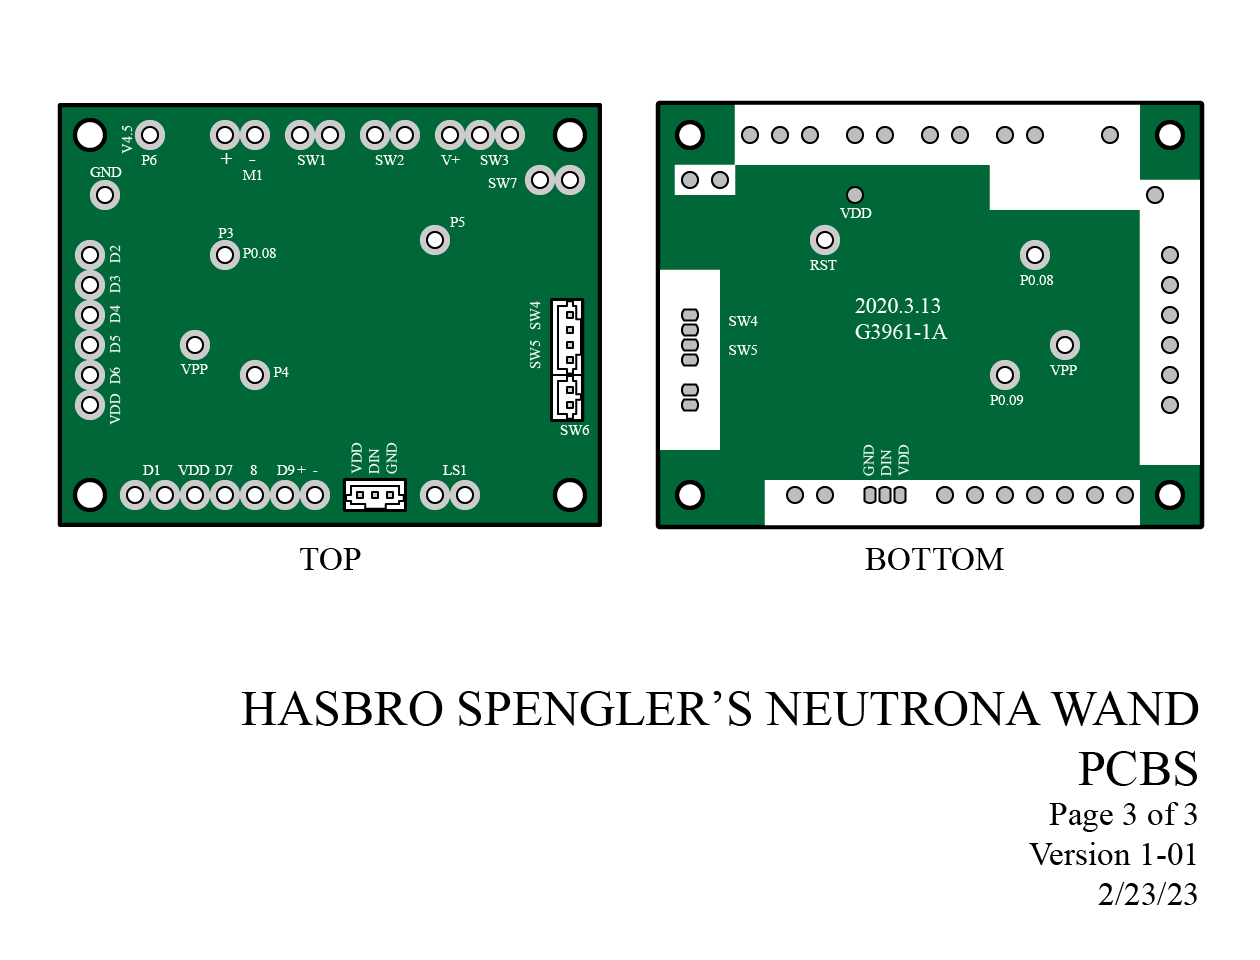 V4.5
P6
+ -
M1
SW1
SW2
V+
SW3
GND
SW7
P3
P0.08
P5
D2
D3
D4
D5
D6
VDD
VPP
P4
SW4
SW5
SW6
D1
VDD
D7
8
D9
+ -
VDD
DIN
GND
LS1
TOP
VDD
RST
P0.08
2020.3.13
G3961-1A
SW4
SW5
VPP
P0.09
GND
DIN
VDD
BOTTOM
HASBRO SPENGLER’S NEUTRONA WAND
PCBS
Page 3 of 3
Version 1-01
2/23/23